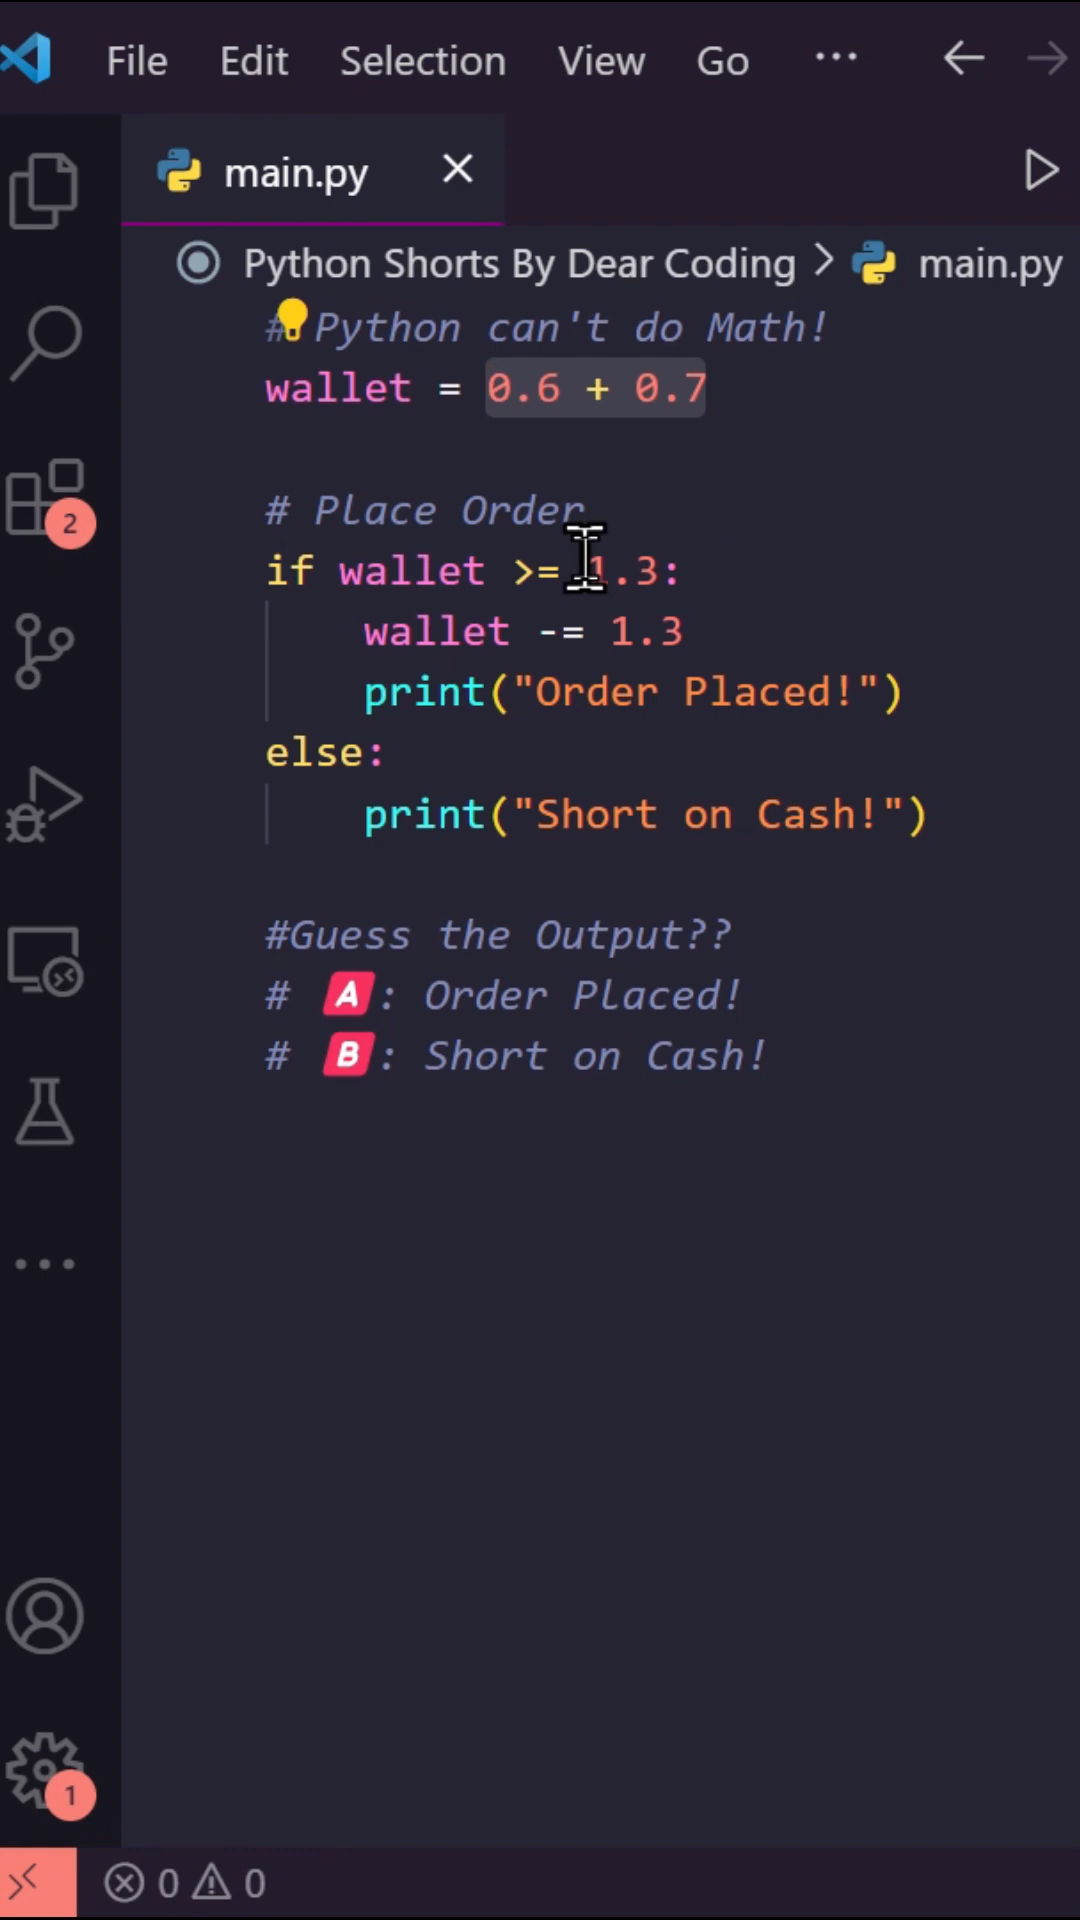 File Edit Selection View Go ...
main.py
Python Shorts By Dear Coding > main.py
# Python can't do Math!
wallet = 0.6 + 0.7
# Place Order
if wallet >= 1.3:
wallet -= 1.3
print("Order Placed!")
else:
print("Short on Cash!")
#Guess the Output??
# A: Order Placed!
# B: Short on Cash!
2
1
0 0